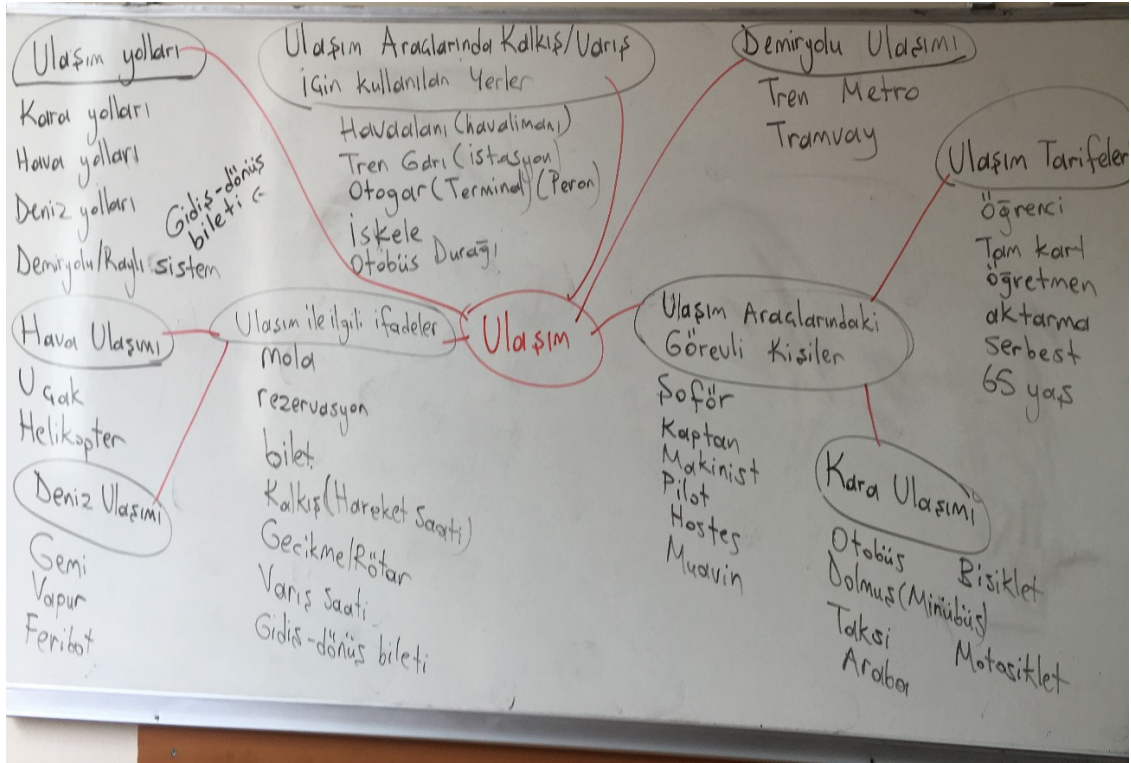 Ulaşım yolları
Kara yolları
Hava yolları
Deniz yolları
Demiryolu/Raylı sistem
Gidiş-dönüş
bileti
Ulaşım Araçlarında Kalkış/Varış
için kullanılan Yerler
Havaalanı (havalimanı)
Tren Garı (istasyon)
Otogar (Terminal) (Peron)
İskele
Otobüs Durağı
Demiryolu Ulaşımı
Tren Metro
Tramvay
Ulaşım Tarifeler
öğrenci
Tam kart
öğretmen
aktarma
serbest
65 yaş
Hava Ulaşımı
Uçak
Helikopter
Deniz Ulaşımı
Gemi
Vapur
Feribot
Ulaşım ile ilgili ifadeler
mola
rezervasyon
bilet
Kalkış (Hareket Saati)
Gecikme/Rötar
Varış Saati
Gidiş-dönüş bileti
Ulaşım
Ulaşım Araçlarındaki
Görevli Kişiler
Şoför
Kaptan
Makinist
Pilot
Hostes
Muavin
Kara Ulaşımı
Otobüs Bisiklet
Dolmuş (Minübüs)
Taksi Motosiklet
Araba